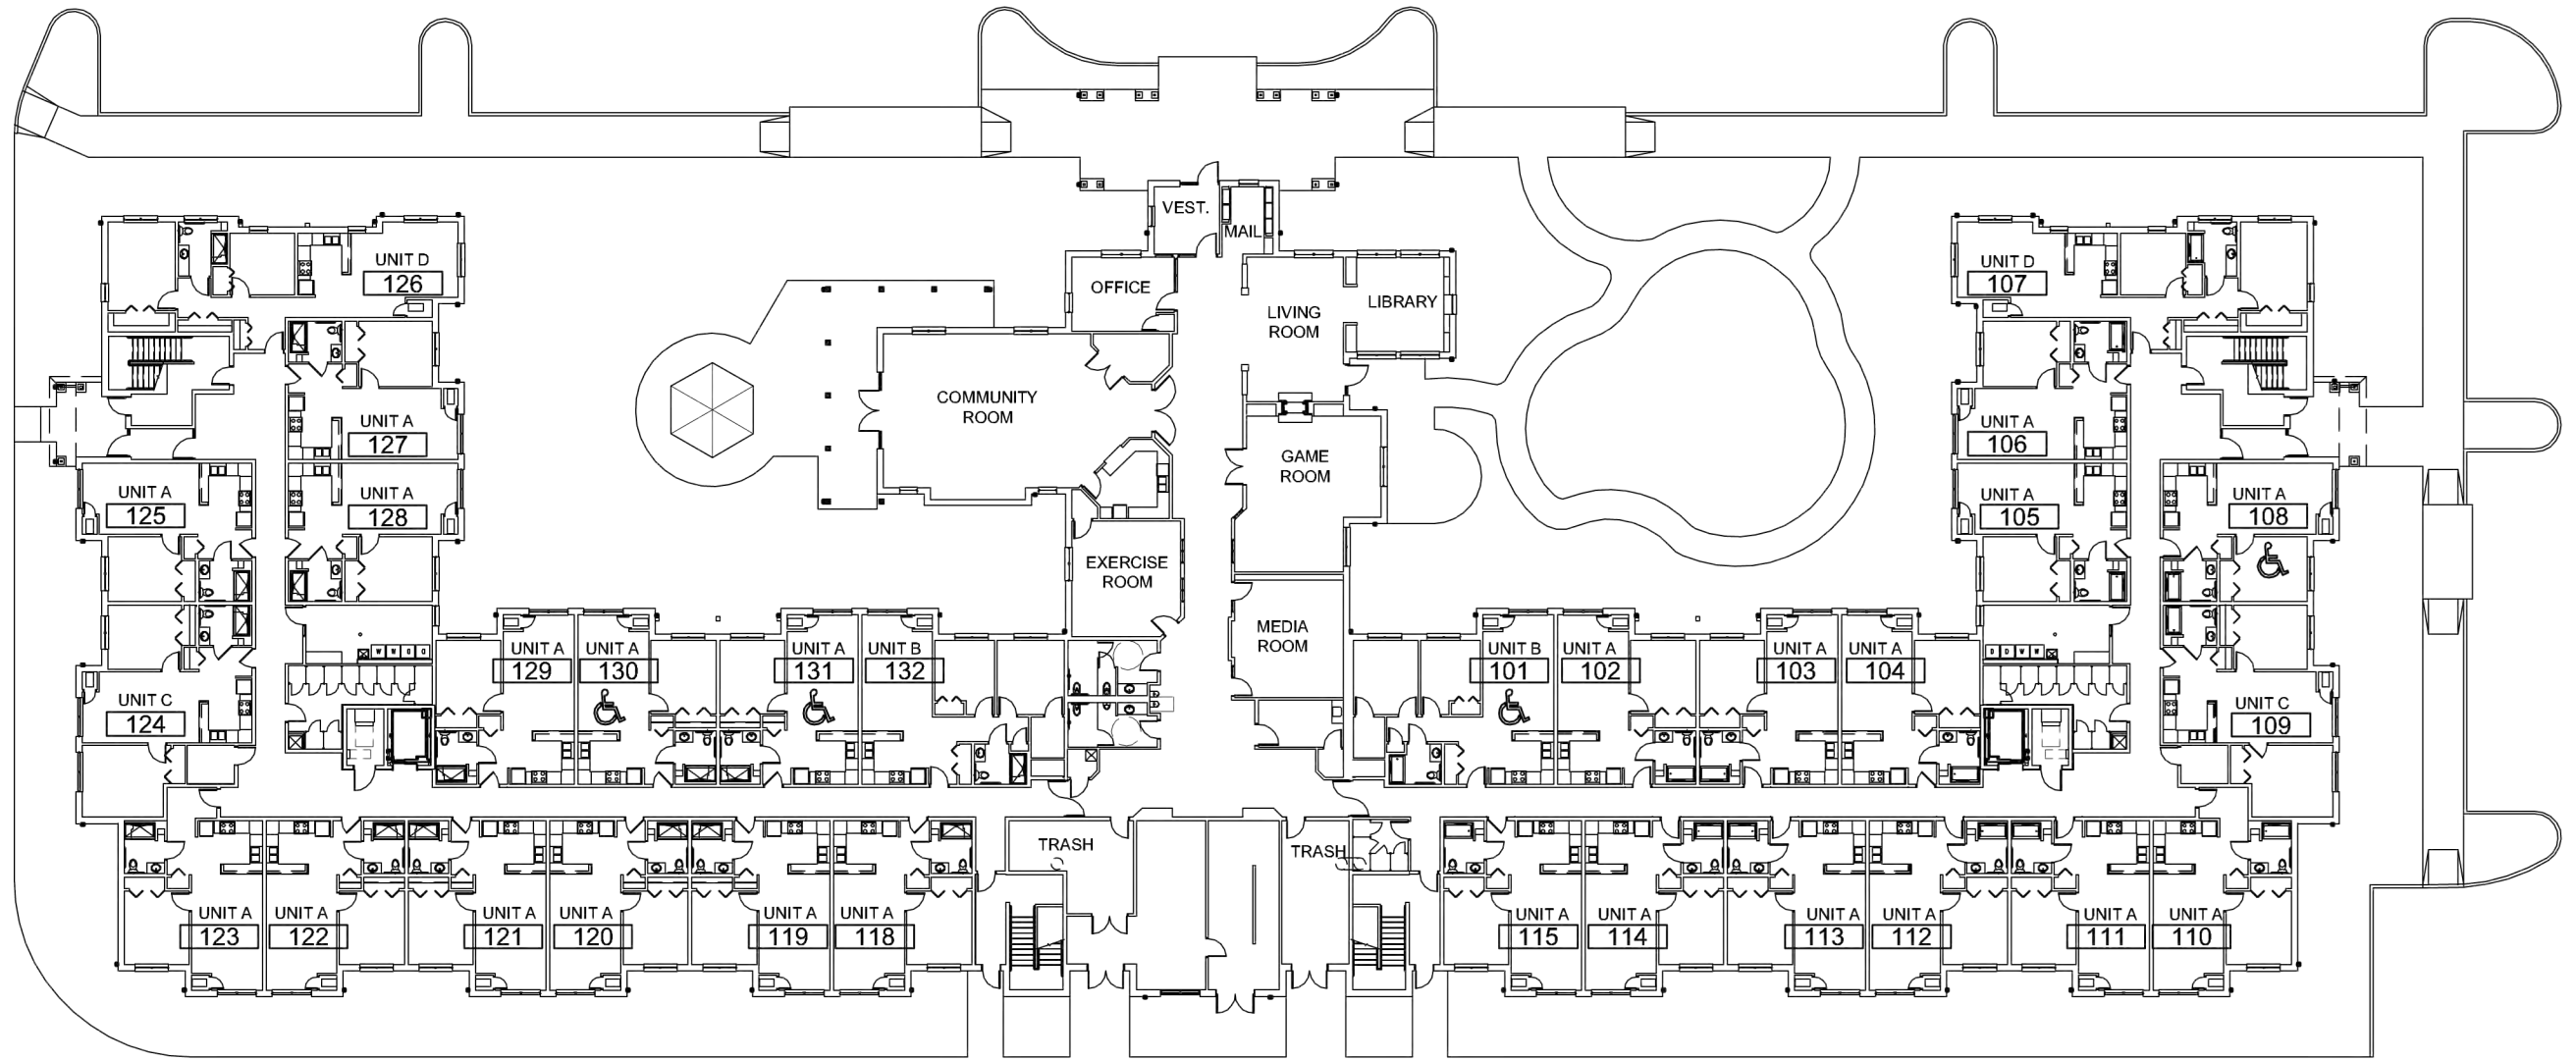 VEST.
MAIL
UNIT D
126
OFFICE
LIVING
ROOM
LIBRARY
UNIT D
107
UNIT A
127
COMMUNITY
ROOM
UNIT A
106
GAME
ROOM
UNIT A
125
UNIT A
128
UNIT A
105
UNIT A
108
EXERCISE
ROOM
MEDIA
ROOM
UNIT A
129
UNIT A
130
UNIT A
131
UNIT B
132
UNIT B
101
UNIT A
102
UNIT A
103
UNIT A
104
UNIT C
124
UNIT C
109
TRASH
TRASH
UNIT A
123
UNIT A
122
UNIT A
121
UNIT A
120
UNIT A
119
UNIT A
118
UNIT A
115
UNIT A
114
UNIT A
113
UNIT A
112
UNIT A
111
UNIT A
110